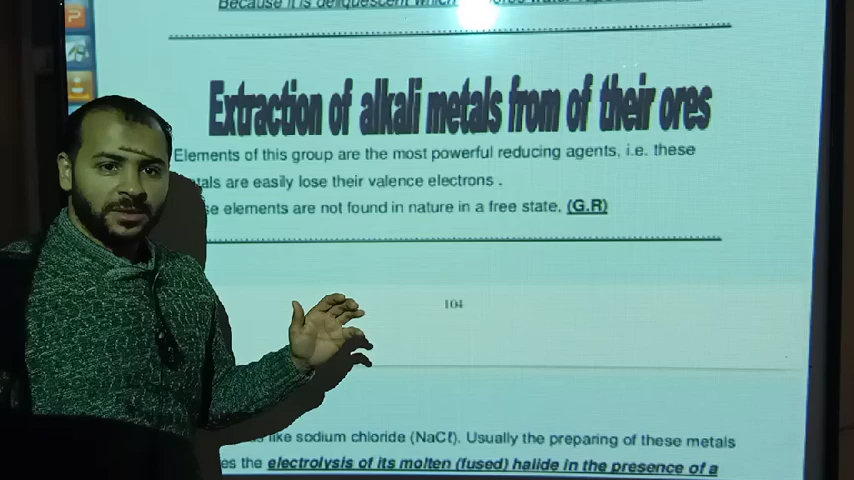 Because it is deliquescent which
Extraction of alkali metals from of their ores
Elements of this group are the most powerful reducing agents, i.e. these
are easily lose their valence electrons .
elements are not found in nature in a free state. (G.R)
104
like sodium chloride (NaCℓ). Usually the preparing of these metals
the electrolysis of its molten (fused) halide in the presence of a